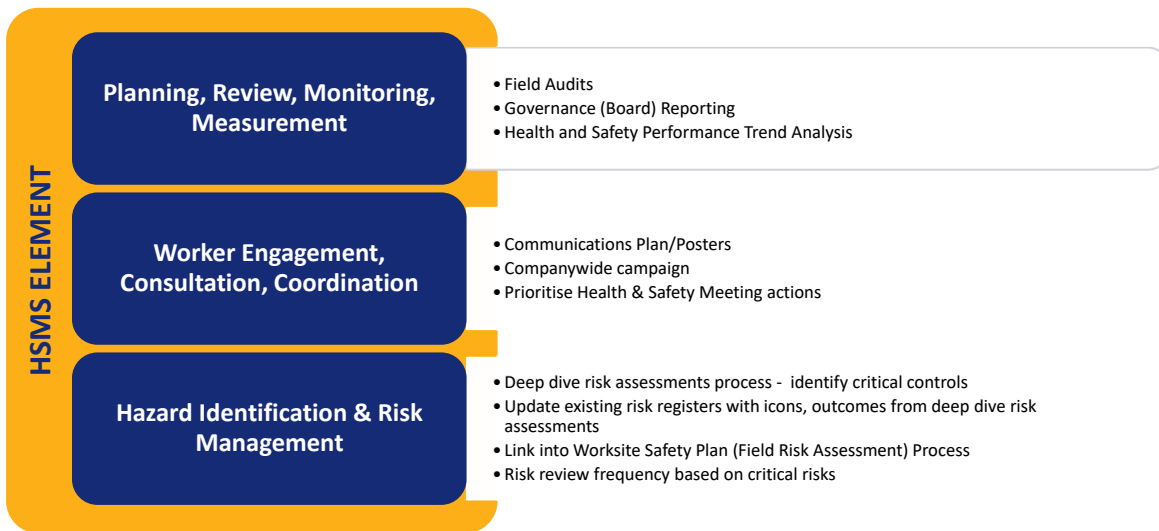 HSMS ELEMENT
Planning, Review, Monitoring,
Measurement
• Field Audits
• Governance (Board) Reporting
• Health and Safety Performance Trend Analysis
Worker Engagement,
Consultation, Coordination
• Communications Plan/Posters
• Companywide campaign
• Prioritise Health & Safety Meeting actions
Hazard Identification & Risk
Management
• Deep dive risk assessments process - identify critical controls
• Update existing risk registers with icons, outcomes from deep dive risk
assessments
• Link into Worksite Safety Plan (Field Risk Assessment) Process
• Risk review frequency based on critical risks